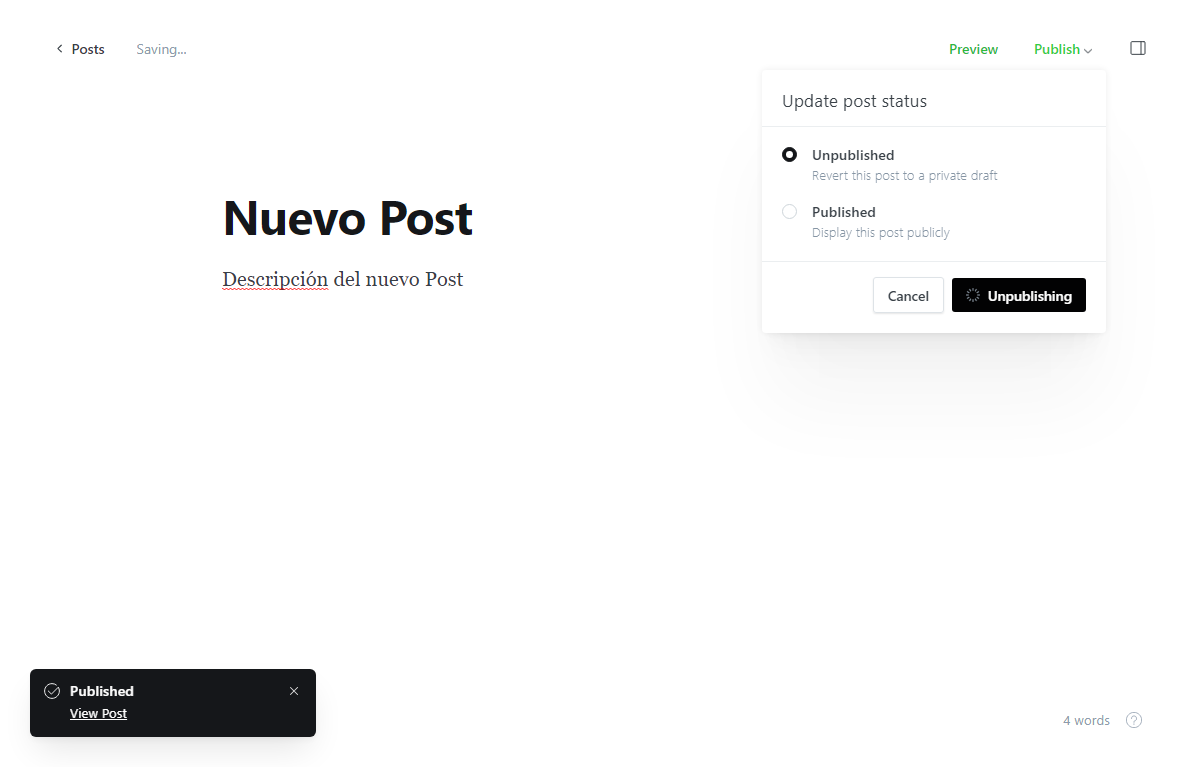 Posts
Saving...
Preview
Publish
Update post status
Unpublished
Revert this post to a private draft
Published
Display this post publicly
Cancel
Unpublishing
Nuevo Post
Descripción del nuevo Post
Published
View Post
4 words
?